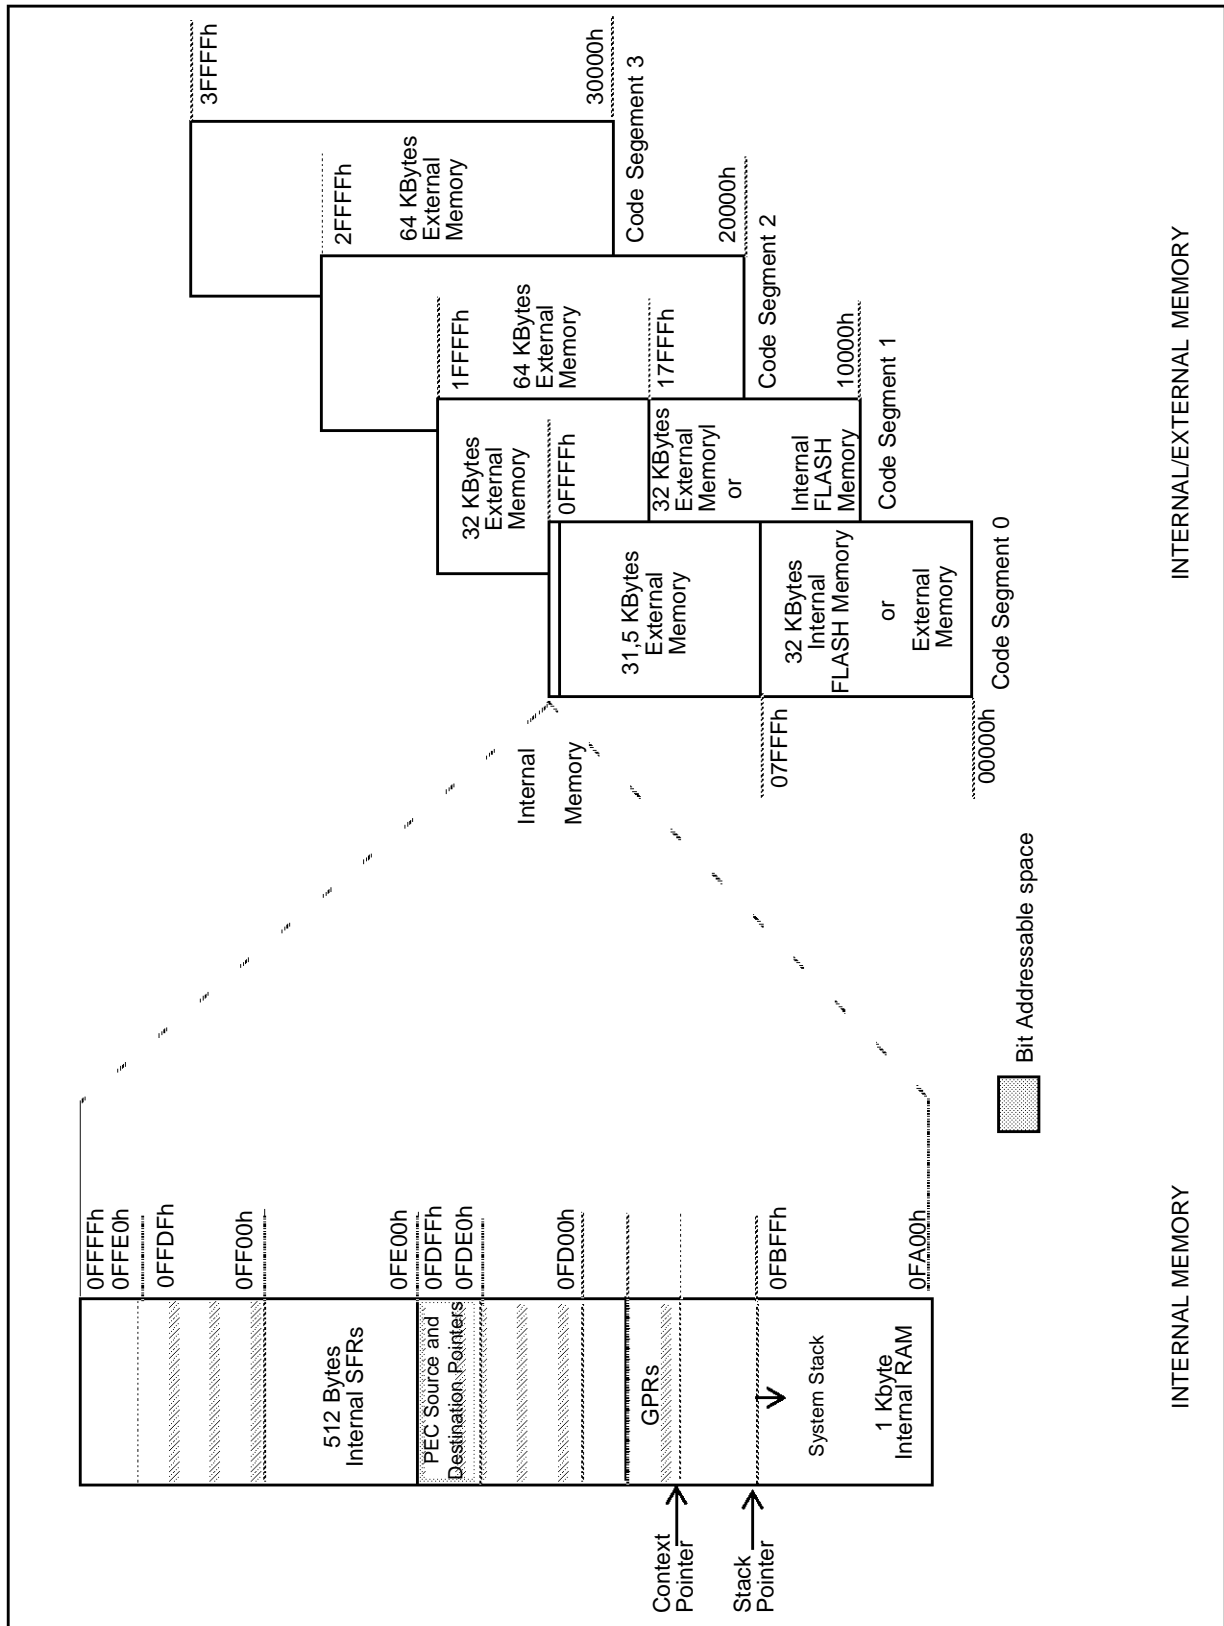 3FFFFh
64 KBytes
External
Memory
30000h
Code Segement 3
2FFFFh
64 KBytes
External
Memory
20000h
Code Segment 2
1FFFFh
32 KBytes
External
Memory
17FFFh
32 KBytes
External
Memoryl
or
Internal
FLASH
Memory
10000h
Code Segment 1
0FFFFh
31,5 KBytes
External
Memory
07FFFh
32 KBytes
Internal
FLASH Memory
or
External
Memory
00000h
Code Segment 0
Internal
Memory
0FFFFh
0FFE0h
0FFDFh
0FF00h
512 Bytes
Internal SFRs
0FE00h
0FDFFh
PEC Source and
Destination Pointers
0FDE0h
0FD00h
GPRs
Context
Pointer
Stack
Pointer
0FBFFh
System Stack
1 Kbyte
Internal RAM
0FA00h
Bit Addressable space
INTERNAL MEMORY
INTERNAL/EXTERNAL MEMORY